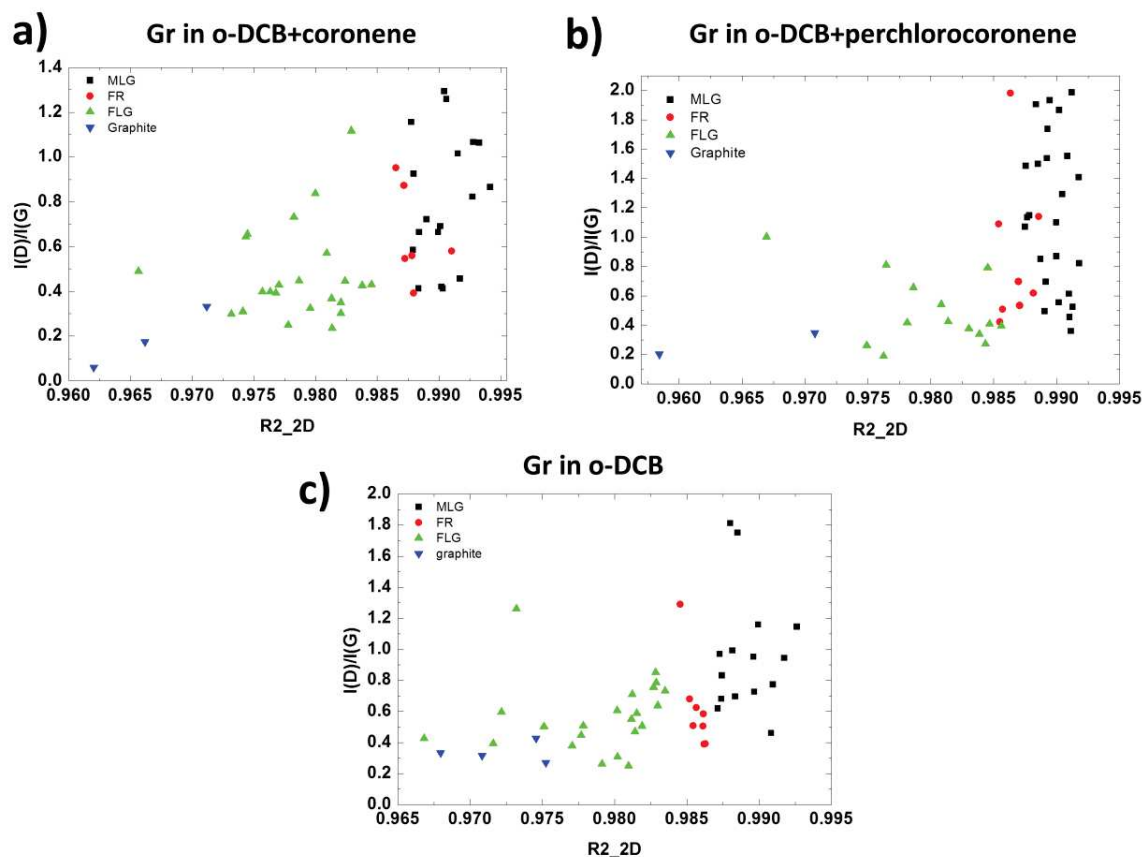 a)
Gr in o-DCB+coronene
MLG
FR
FLG
Graphite
I(D)/I(G)
1.4
1.2
1.0
0.8
0.6
0.4
0.2
0.0
0.960 0.965 0.970 0.975 0.980 0.985 0.990 0.995
R2_2D
b)
Gr in o-DCB+perchlorocoronene
MLG
FR
FLG
Graphite
I(D)/I(G)
2.0
1.8
1.6
1.4
1.2
1.0
0.8
0.6
0.4
0.2
0.0
0.960 0.965 0.970 0.975 0.980 0.985 0.990 0.995
R2_2D
c)
Gr in o-DCB
MLG
FR
FLG
graphite
I(D)/I(G)
2.0
1.8
1.6
1.4
1.2
1.0
0.8
0.6
0.4
0.2
0.0
0.965 0.970 0.975 0.980 0.985 0.990 0.995
R2_2D